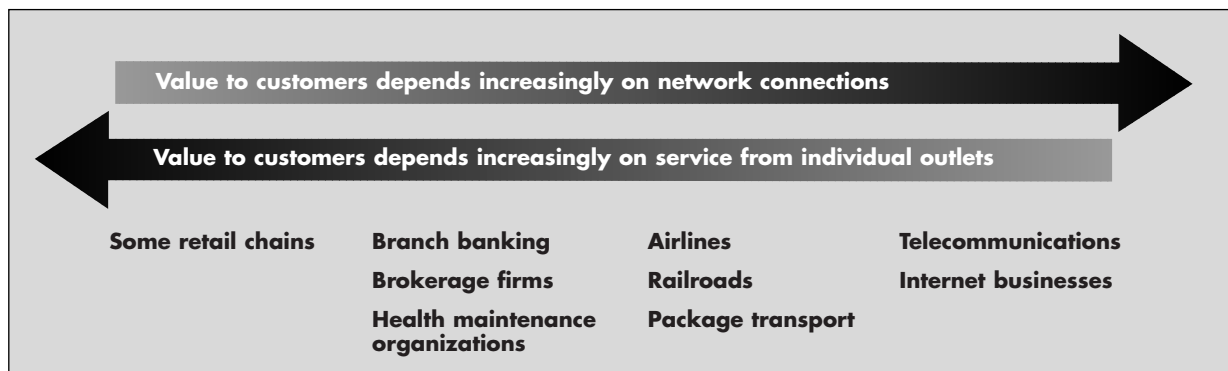 Value to customers depends increasingly on network connections
Value to customers depends increasingly on service from individual outlets
Some retail chains
Branch banking
Brokerage firms
Health maintenance
organizations
Airlines
Railroads
Package transport
Telecommunications
Internet businesses